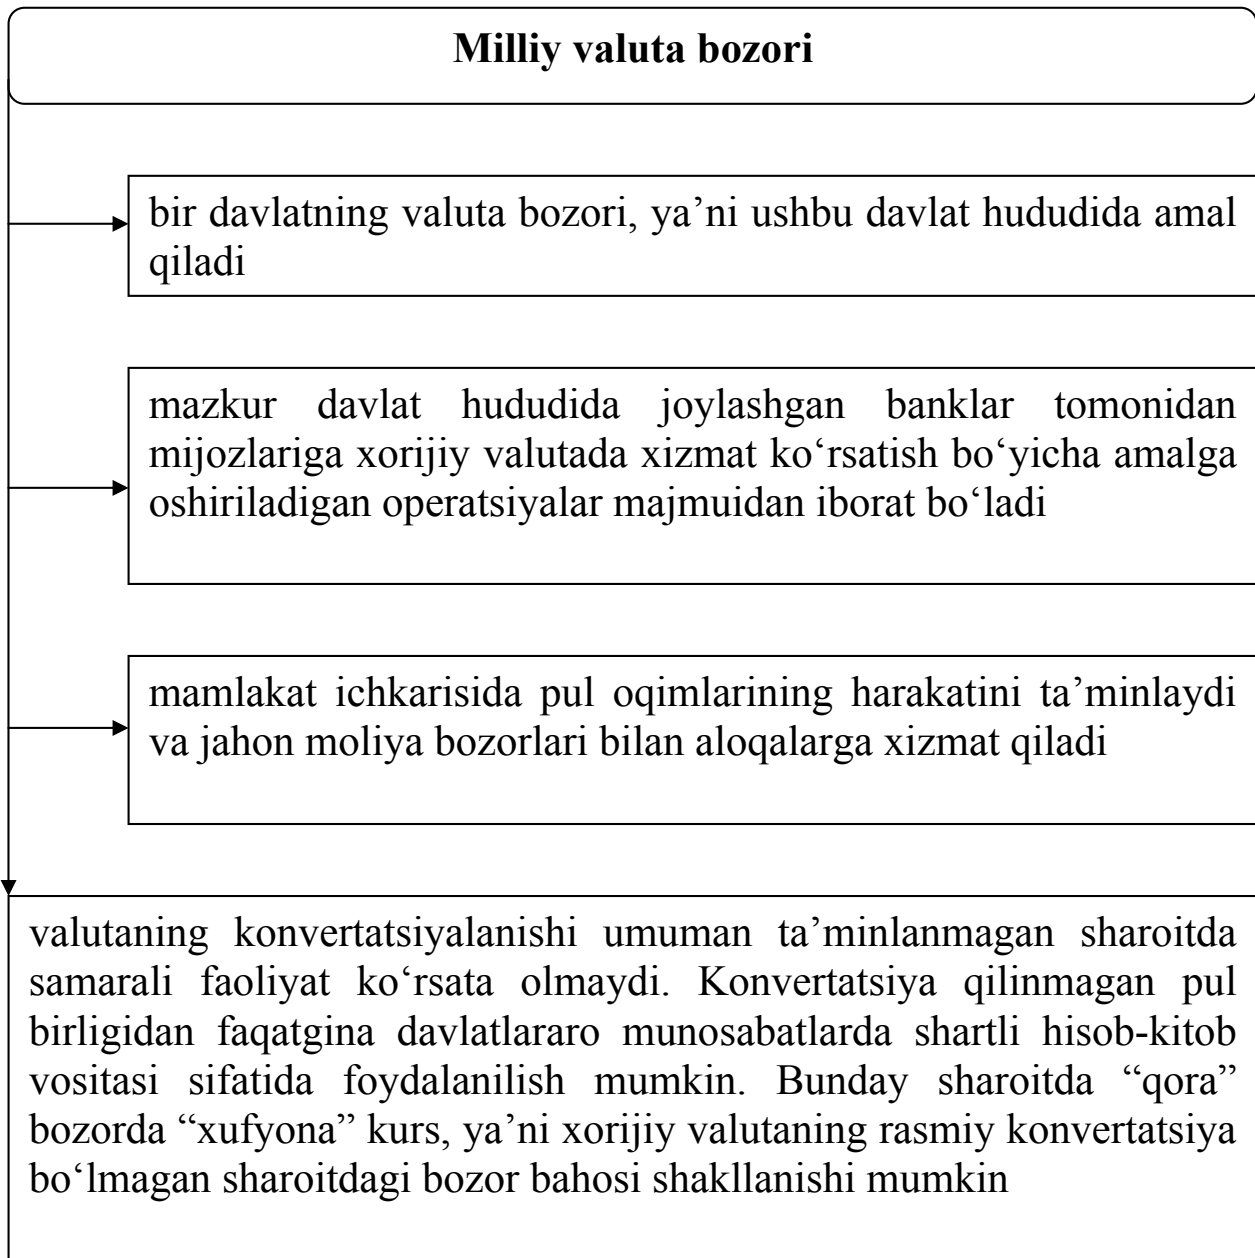 Milliy valuta bozori
bir davlatning valuta bozori, ya’ni ushbu davlat hududida amal
qiladi
mazkur davlat hududida joylashgan banklar tomonidan
mijozlariga xorijiy valutada xizmat ko‘rsatish bo‘yicha amalga
oshiriladigan operatsiyalar majmuidan iborat bo‘ladi
mamlakat ichkarisida pul oqimlarining harakatini ta’minlaydi
va jahon moliya bozorlari bilan aloqalarga xizmat qiladi
valutaning konvertatsiyalanishi umuman ta’minlanmagan sharoitda
samarali faoliyat ko‘rsata olmaydi. Konvertatsiya qilinmagan pul
birligidan faqatgina davlatlararo munosabatlarda shartli hisob-kitob
vositasi sifatida foydalanilish mumkin. Bunday sharoitda “qora”
bozorda “xufyona” kurs, ya’ni xorijiy valutaning rasmiy konvertatsiya
bo‘lmagan sharoitdagi bozor bahosi shakllanishi mumkin